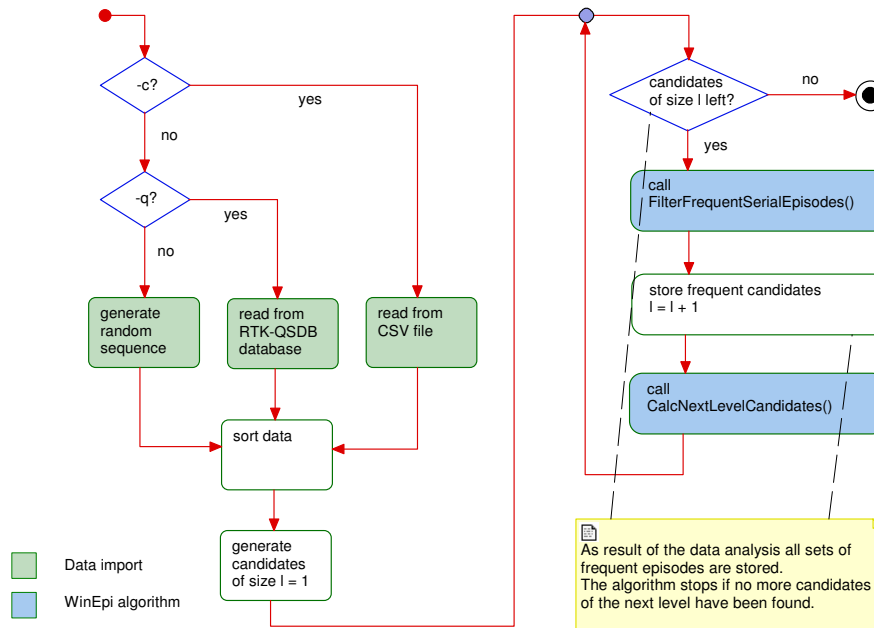 -c?
yes
no
-q?
yes
no
generate
random
sequence
read from
RTK-QSDB
database
read from
CSV file
sort data
generate
candidates
of size l = 1
Data import
WinEpi algorithm
candidates
of size l left?
no
yes
call
FilterFrequentSerialEpisodes()
store frequent candidates
l = l + 1
call
CalcNextLevelCandidates()
As result of the data analysis all sets of
frequent episodes are stored.
The algorithm stops if no more candidates
of the next level have been found.